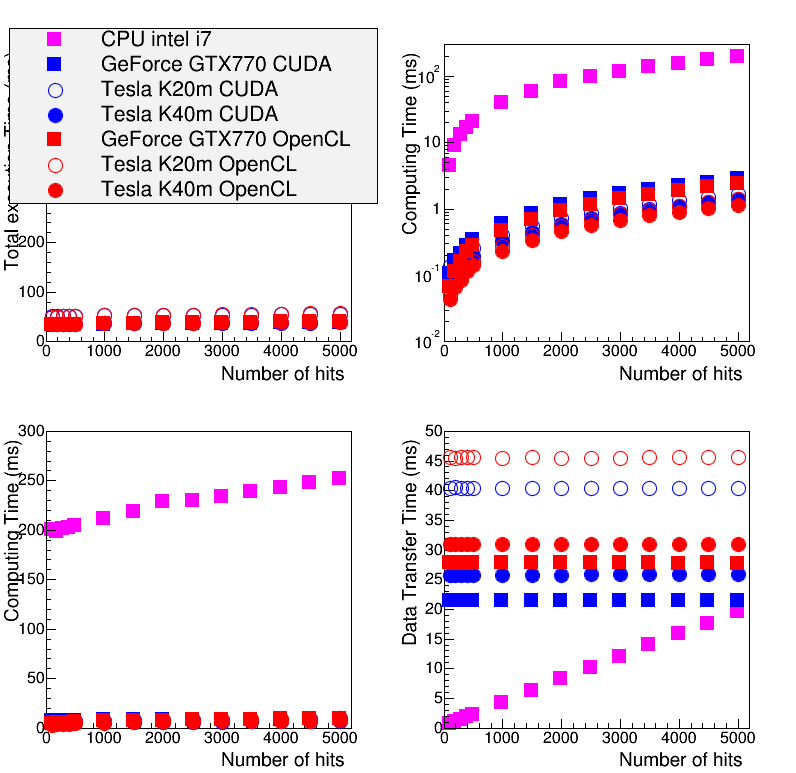 CPU intel i7
GeForce GTX770 CUDA
Tesla K20m CUDA
Tesla K40m CUDA
GeForce GTX770 OpenCL
Tesla K20m OpenCL
Tesla K40m OpenCL
Total ex
200
100
0
0 1000 2000 3000 4000 5000
Number of hits
Computing Time (ms)
10²
10
1
10⁻¹
10⁻²
0 1000 2000 3000 4000 5000
Number of hits
Computing Time (ms)
300
250
200
150
100
50
0
0 1000 2000 3000 4000 5000
Number of hits
Data Transfer Time (ms)
50
45
40
35
30
25
20
15
10
5
0
0 1000 2000 3000 4000 5000
Number of hits